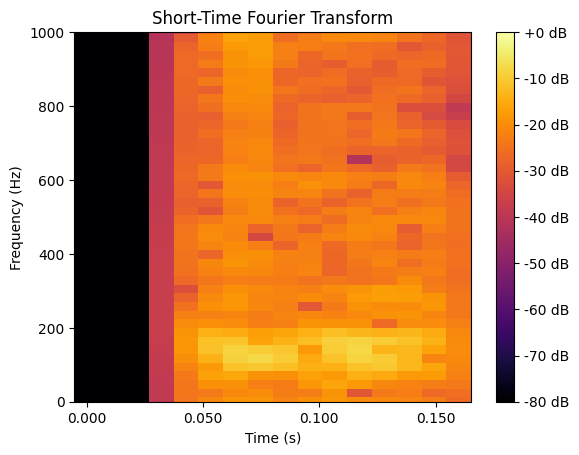 Short-Time Fourier Transform
1000
800
600
400
200
0
Frequency (Hz)
0.000
0.050
0.100
0.150
Time (s)
+0 dB
-10 dB
-20 dB
-30 dB
-40 dB
-50 dB
-60 dB
-70 dB
-80 dB